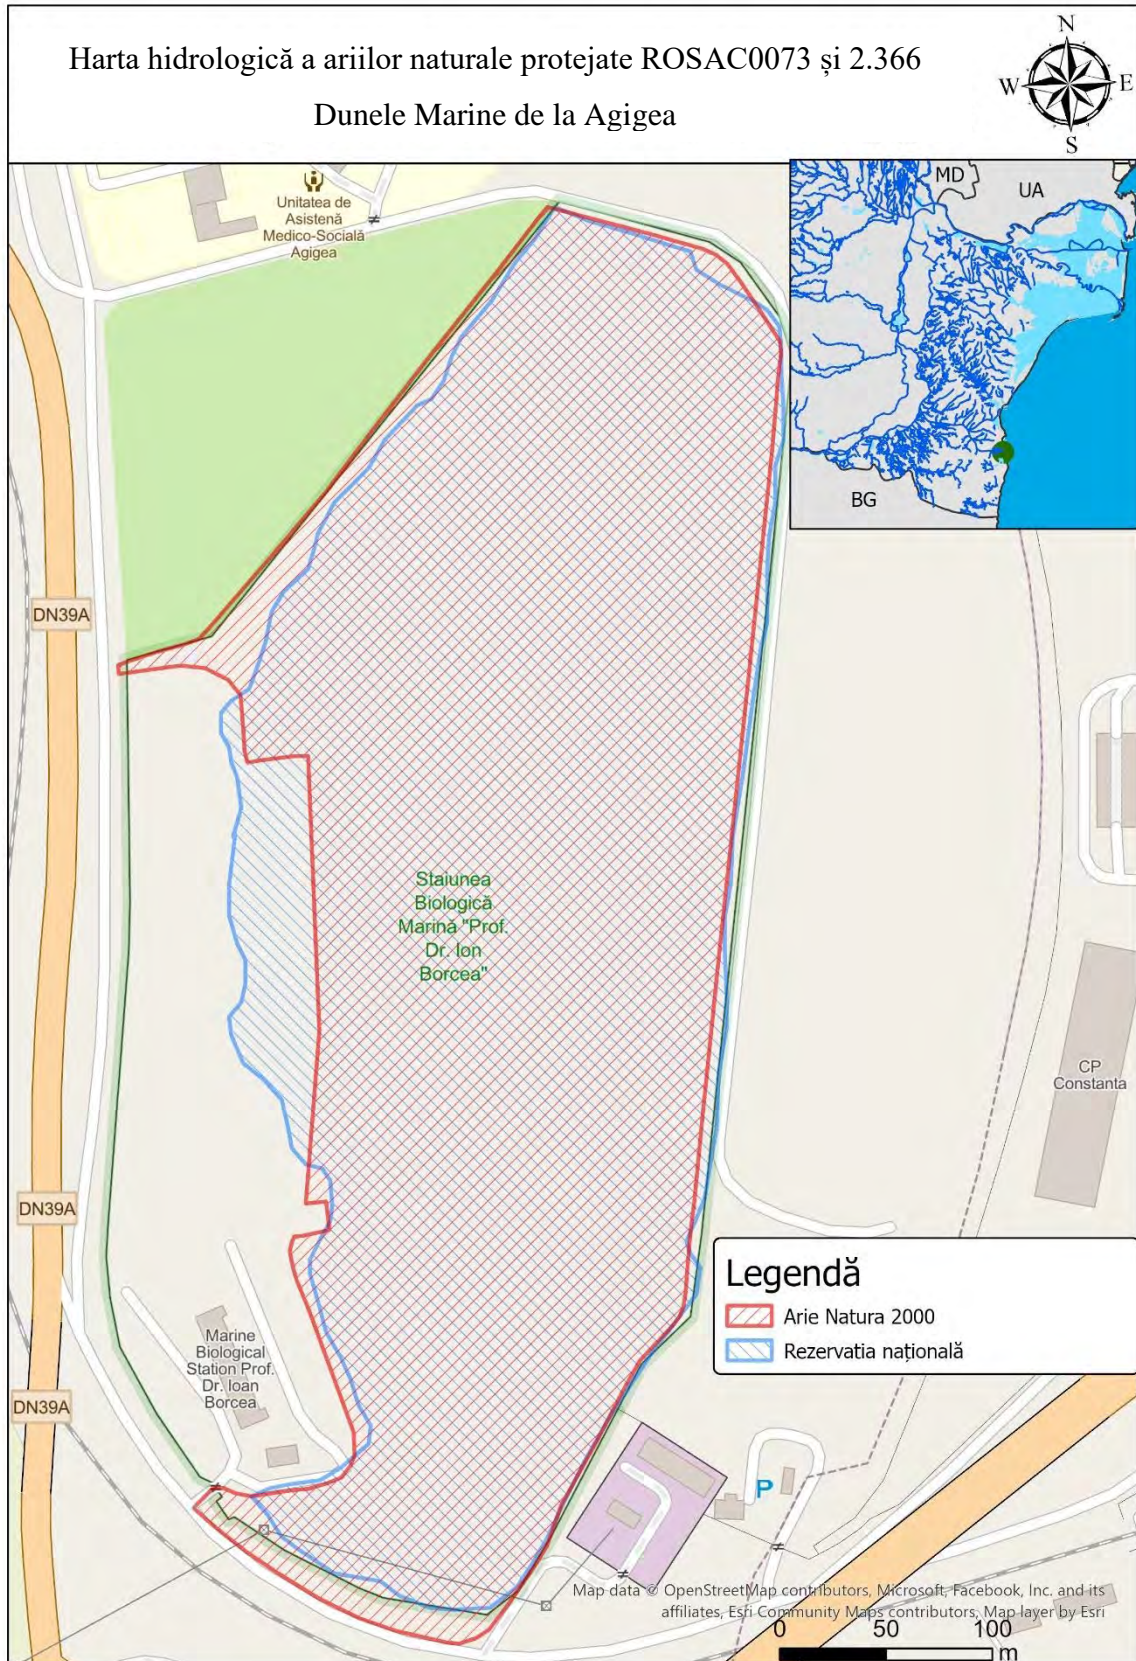 Harta hidrologică a ariilor naturale protejate ROSAC0073 și 2.366
Dunele Marine de la Agigea
N
W
E
S
Unitatea de
Asistenă
Medico-Socială
Agigea
MD
UA
BG
DN39A
Staiunea
Biologică
Marină "Prof.
Dr. Ion
Borcea"
CP
Constanta
DN39A
Legendă
Arie Natura 2000
Rezervatia națională
Marine
Biological
Station Prof.
Dr. Ioan
Borcea
DN39A
P
Map data © OpenStreetMap contributors, Microsoft, Facebook, Inc. and its
affiliates, Esri Community Maps contributors, Map layer by Esri
0 50 100
m